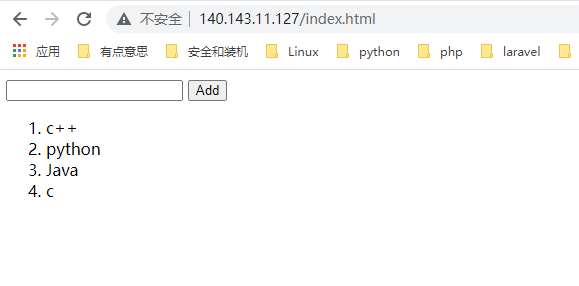 不安全 140.143.11.127/index.html
应用 有点意思 安全和装机 Linux python php laravel
Add
1. c++
2. python
3. Java
4. c